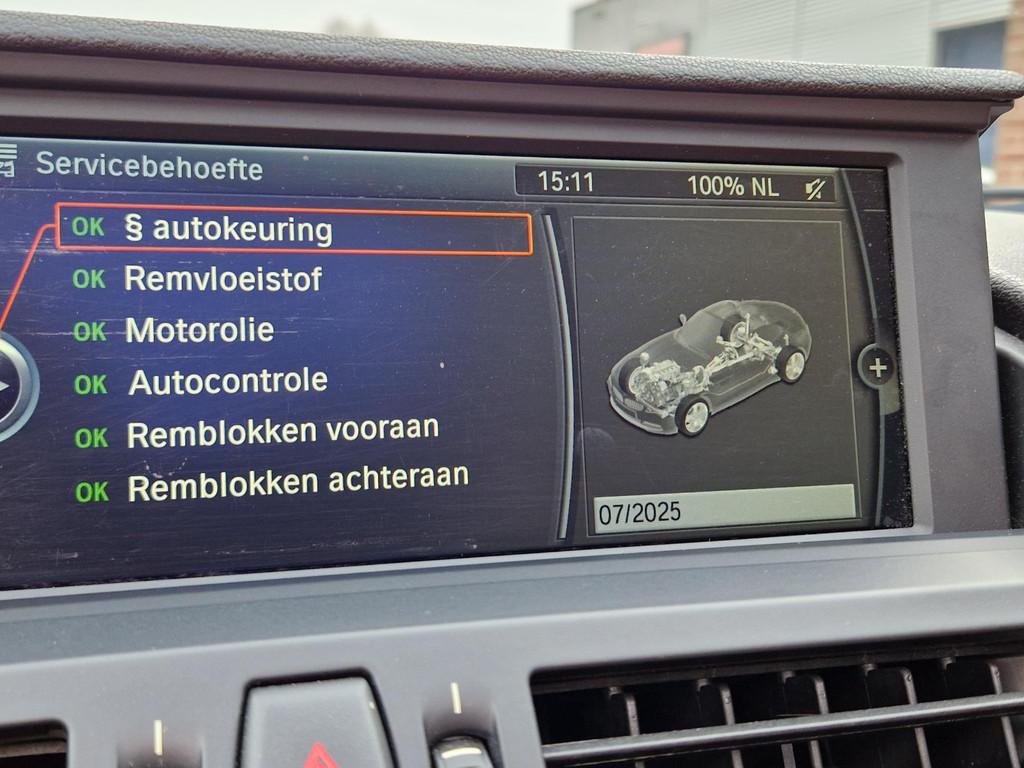 Servicebehoefte
15:11 100% NL
OK § autokeuring
OK Remvloeistof
OK Motorolie
OK Autocontrole
OK Remblokken vooraan
OK Remblokken achteraan
07/2025